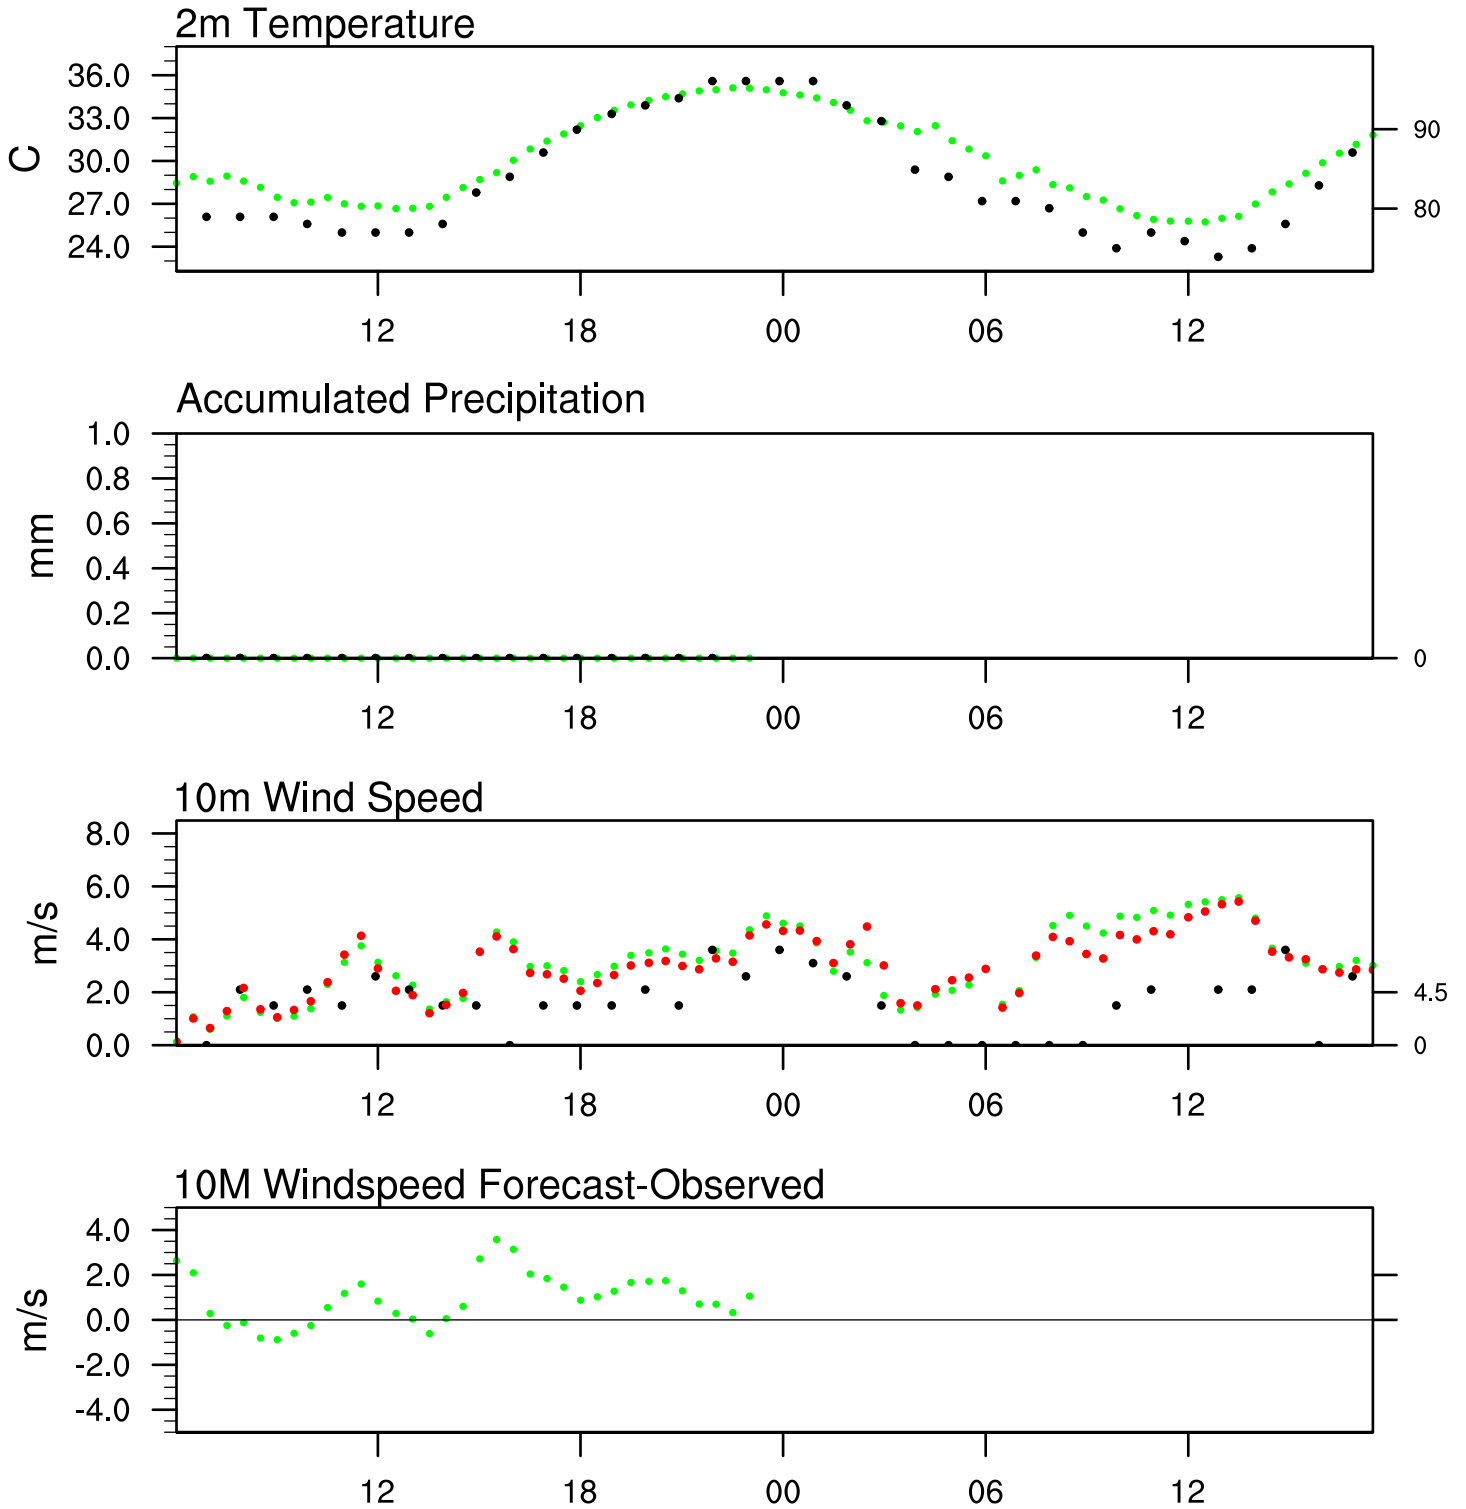 2m Temperature
36.0
33.0
30.0
27.0
24.0
C
90
80
12 18 00 06 12
Accumulated Precipitation
1.0
0.8
0.6
0.4
0.2
0.0
mm
0
12 18 00 06 12
10m Wind Speed
8.0
6.0
4.0
2.0
0.0
m/s
4.5
0
12 18 00 06 12
10M Windspeed Forecast-Observed
4.0
2.0
0.0
-2.0
-4.0
m/s
12 18 00 06 12